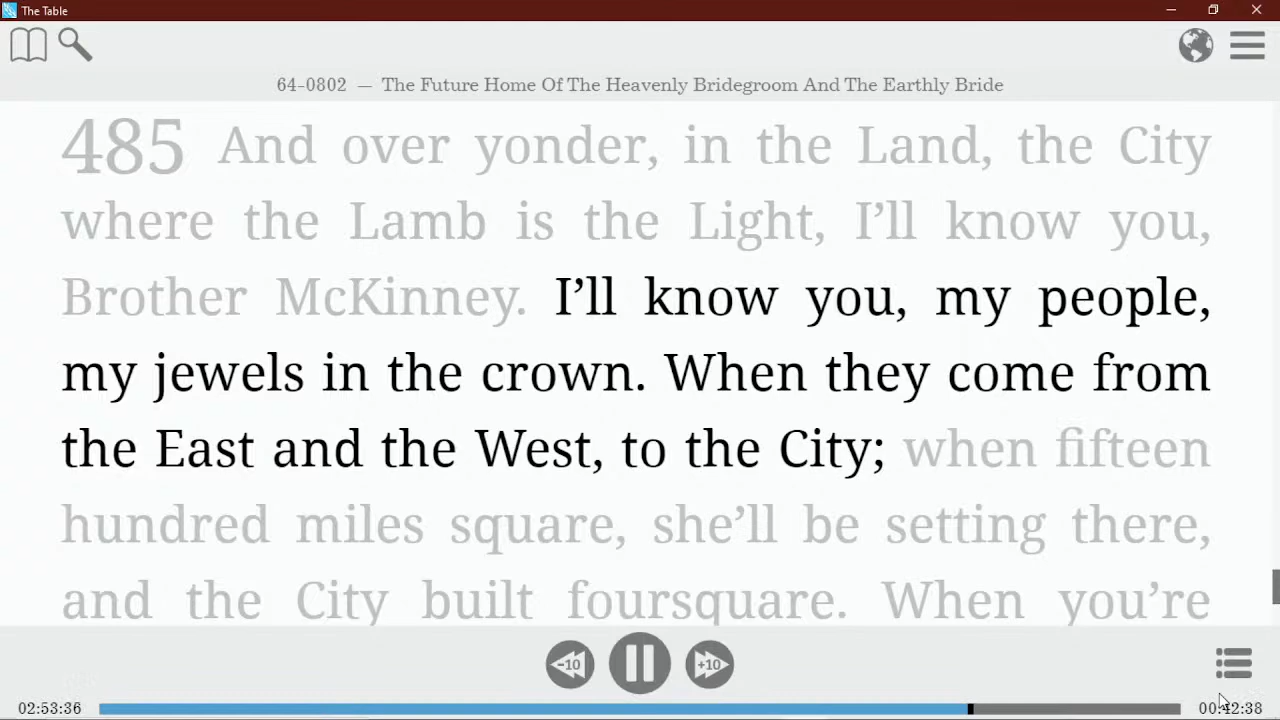 The Table
64-0802 — The Future Home Of The Heavenly Bridegroom And The Earthly Bride
485 And over yonder, in the Land, the City
where the Lamb is the Light, I’ll know you,
Brother McKinney. I’ll know you, my people,
my jewels in the crown. When they come from
the East and the West, to the City; when fifteen
hundred miles square, she’ll be setting there,
and the City built foursquare. When you’re
-10 +10
02:53:36 00:42:38